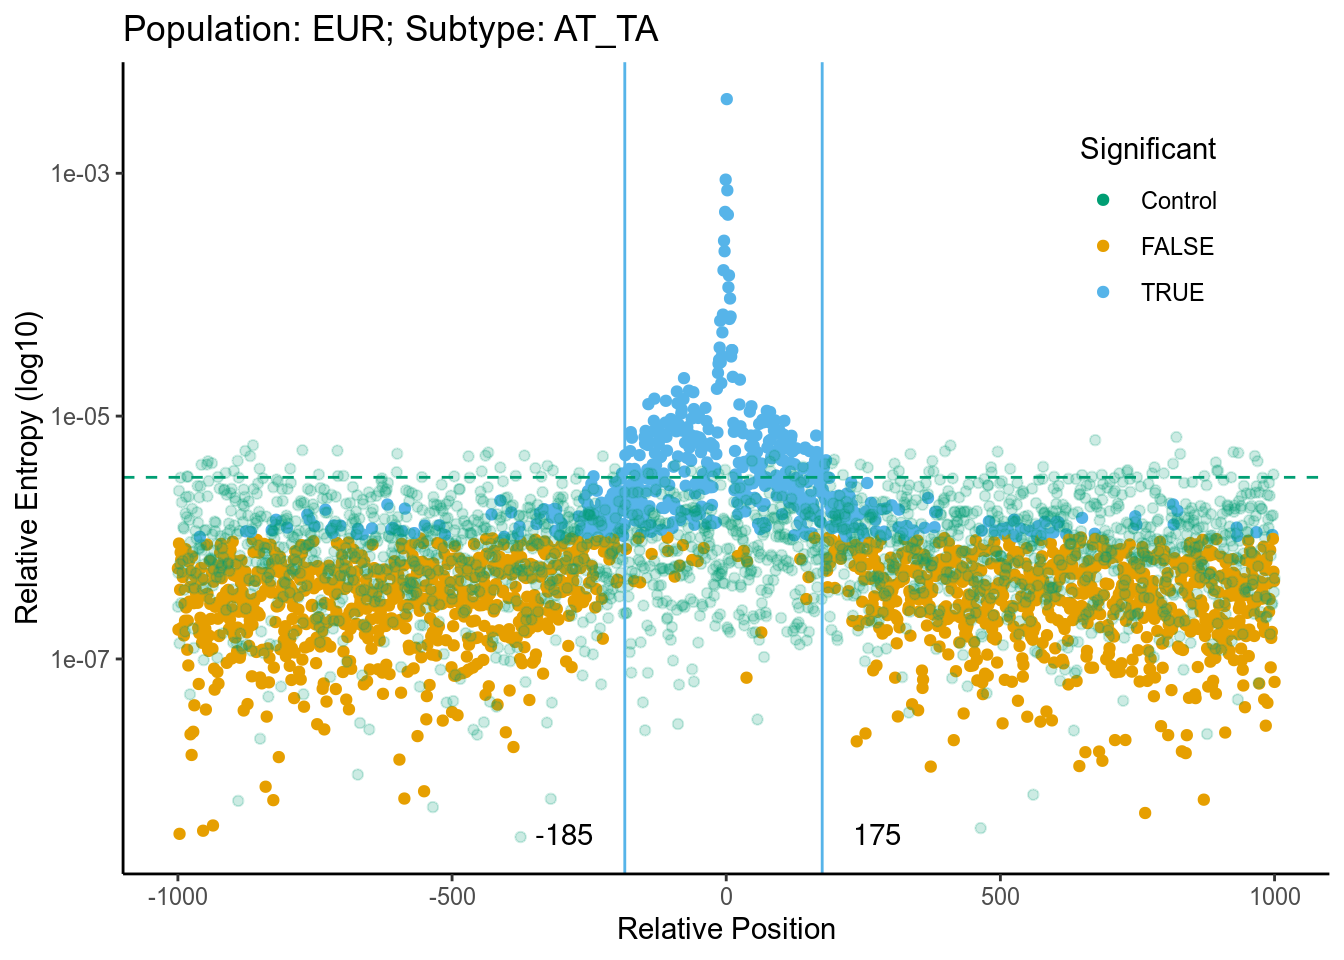 Population: EUR; Subtype: AT_TA
Relative Entropy (log10)
1e-03
1e-05
1e-07
Significant
Control
FALSE
TRUE
-185
175
-1000
-500
0
500
1000
Relative Position